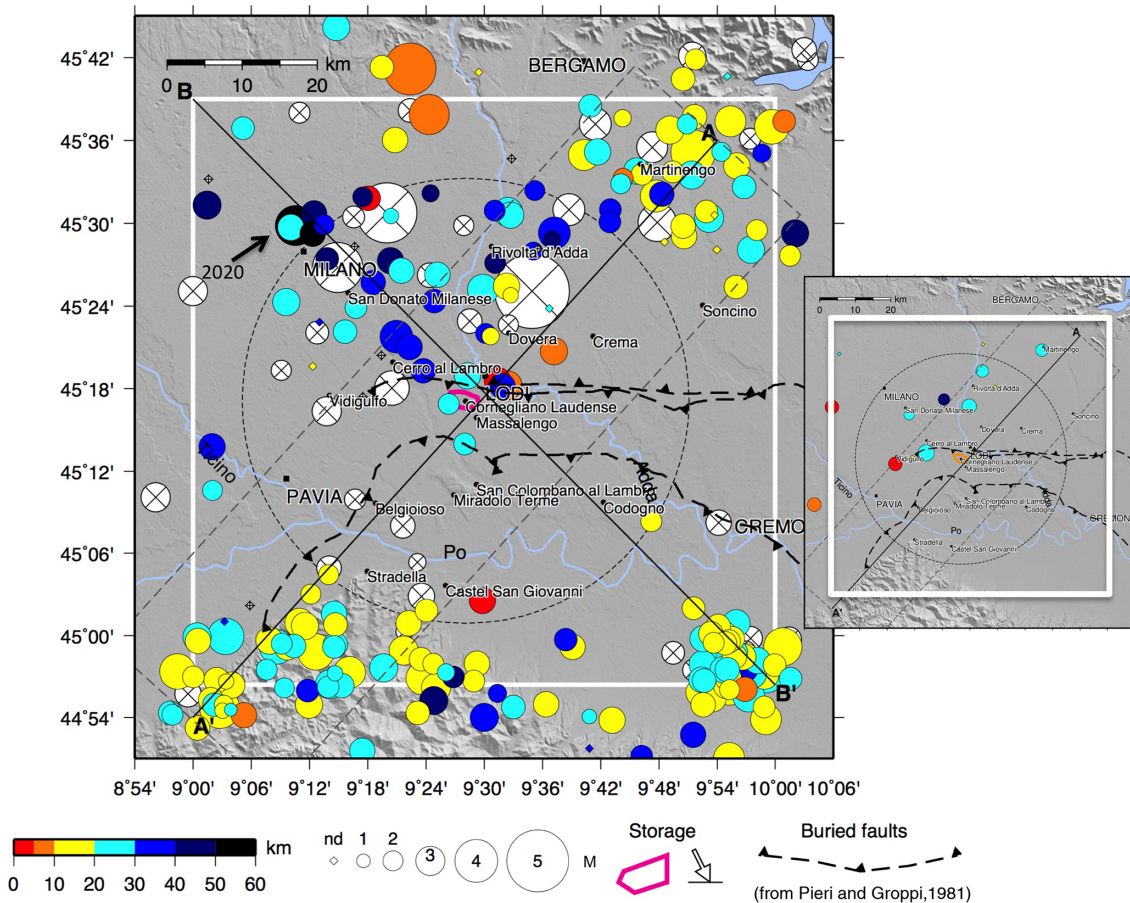 45°42'
45°36'
45°30'
45°24'
45°18'
45°12'
45°06'
45°00'
44°54'
8°54' 9°00' 9°06' 9°12' 9°18' 9°24' 9°30' 9°36' 9°42' 9°48' 9°54' 10°00' 10°06'
km
0 10 20
BERGAMO
B
A
Martinengo
2020
MILANO
Rivolta d'Adda
San Donato Milanese
Soncino
Dovera
Crema
Cerro al Lambro
LODI
Vidigulfo
Cornegliano Laudense
Massalengo
Ticino
PAVIA
San Colombano al Lambro
Miradolo Terme
Adda
Codogno
Belgioioso
CREMO
Po
Stradella
Castel San Giovanni
A'
B'
km
0 10 20
BERGAMO
A
Martinengo
Rivolta d'Adda
MILANO
San Donato Milanese
Soncino
Dovera
Crema
Cerro al Lambro
LODI
Vidigulfo
Cornegliano Laudense
Massalengo
Ticino
PAVIA
San Colombano al Lambro
Miradolo Terme
Codogno
Belgioioso
CREMON
Po
Stradella
Castel San Giovanni
A'
km
0 10 20 30 40 50 60
nd 1 2 3 4 5 M
Storage
Buried faults
(from Pieri and Groppi,1981)